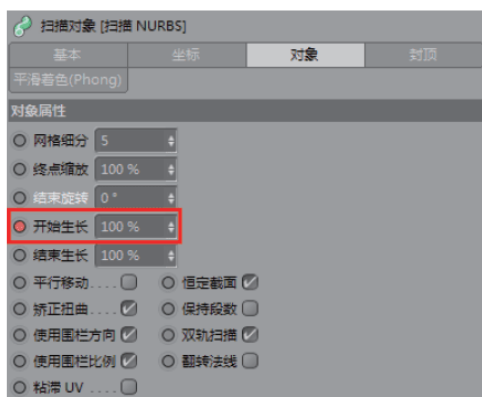 扫描对象 [扫描 NURBS]
基本 坐标 对象 封顶
平滑着色(Phong)
对象属性
网格细分 5
终点缩放 100 %
结束旋转 0 °
开始生长 100 %
结束生长 100 %
平行移动 . . . . 恒定截面
矫正扭曲 . . . . 保持段数
使用围栏方向 双轨扫描
使用围栏比例 翻转法线
粘滞 UV . . . .